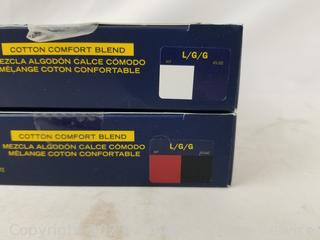 COTTON COMFORT BLEND
MEZCLA ALGODÓN CALCE CÓMODO
MÉLANGE COTON CONFORTABLE
L/G/G
COTTON COMFORT BLEND
MEZCLA ALGODÓN CALCE CÓMODO
MÉLANGE COTON CONFORTABLE
L/G/G